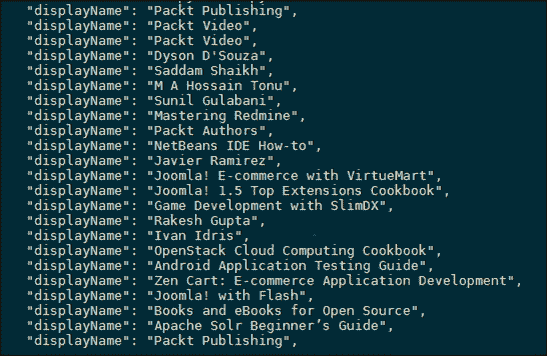 "displayName": "Packt Publishing",
"displayName": "Packt Video",
"displayName": "Packt Video",
"displayName": "Dyson D'Souza",
"displayName": "Saddam Shaikh",
"displayName": "M A Hossain Tonu",
"displayName": "Sunil Gulabani",
"displayName": "Mastering Redmine",
"displayName": "Packt Authors",
"displayName": "NetBeans IDE How-to",
"displayName": "Javier Ramirez",
"displayName": "Joomla! E-commerce with VirtueMart",
"displayName": "Joomla! 1.5 Top Extensions Cookbook",
"displayName": "Game Development with SlimDX",
"displayName": "Rakesh Gupta",
"displayName": "Ivan Idris",
"displayName": "OpenStack Cloud Computing Cookbook",
"displayName": "Android Application Testing Guide",
"displayName": "Zen Cart: E-commerce Application Development",
"displayName": "Joomla! with Flash",
"displayName": "Books and eBooks for Open Source",
"displayName": "Apache Solr Beginner’s Guide",
"displayName": "Packt Publishing",